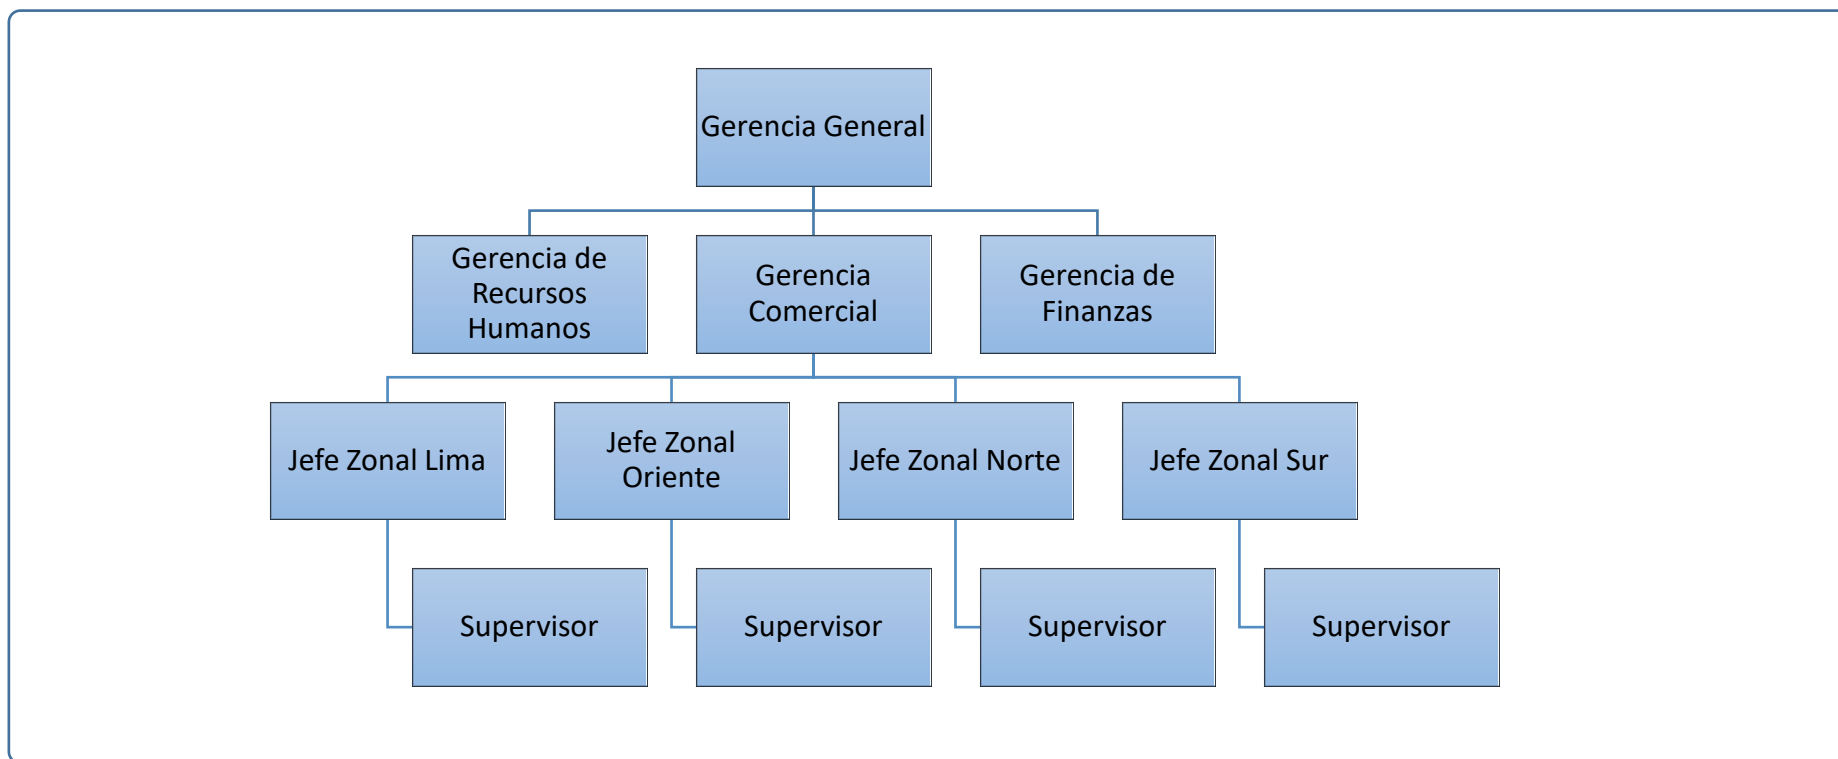 Gerencia General
Gerencia de
Recursos
Humanos
Gerencia
Comercial
Gerencia de
Finanzas
Jefe Zonal Lima
Jefe Zonal
Oriente
Jefe Zonal Norte
Jefe Zonal Sur
Supervisor
Supervisor
Supervisor
Supervisor